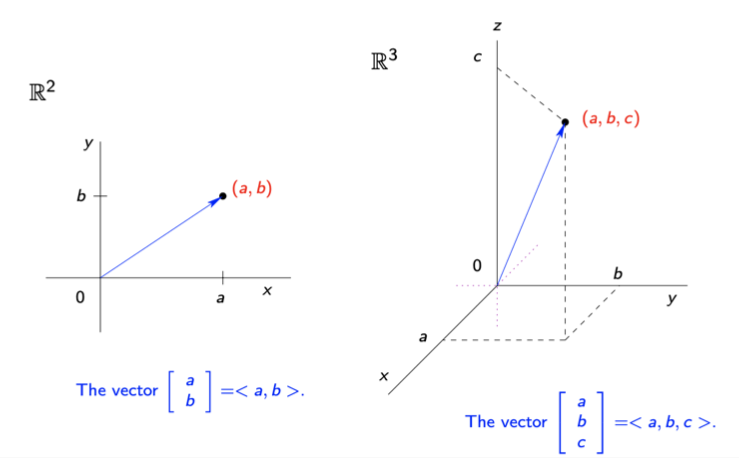 ℝ²
y
b
(a, b)
0
a
x
The vector [ a b ] =< a, b >.
ℝ³
z
c
(a, b, c)
0
b
y
a
x
The vector [ a b c ] =< a, b, c >.